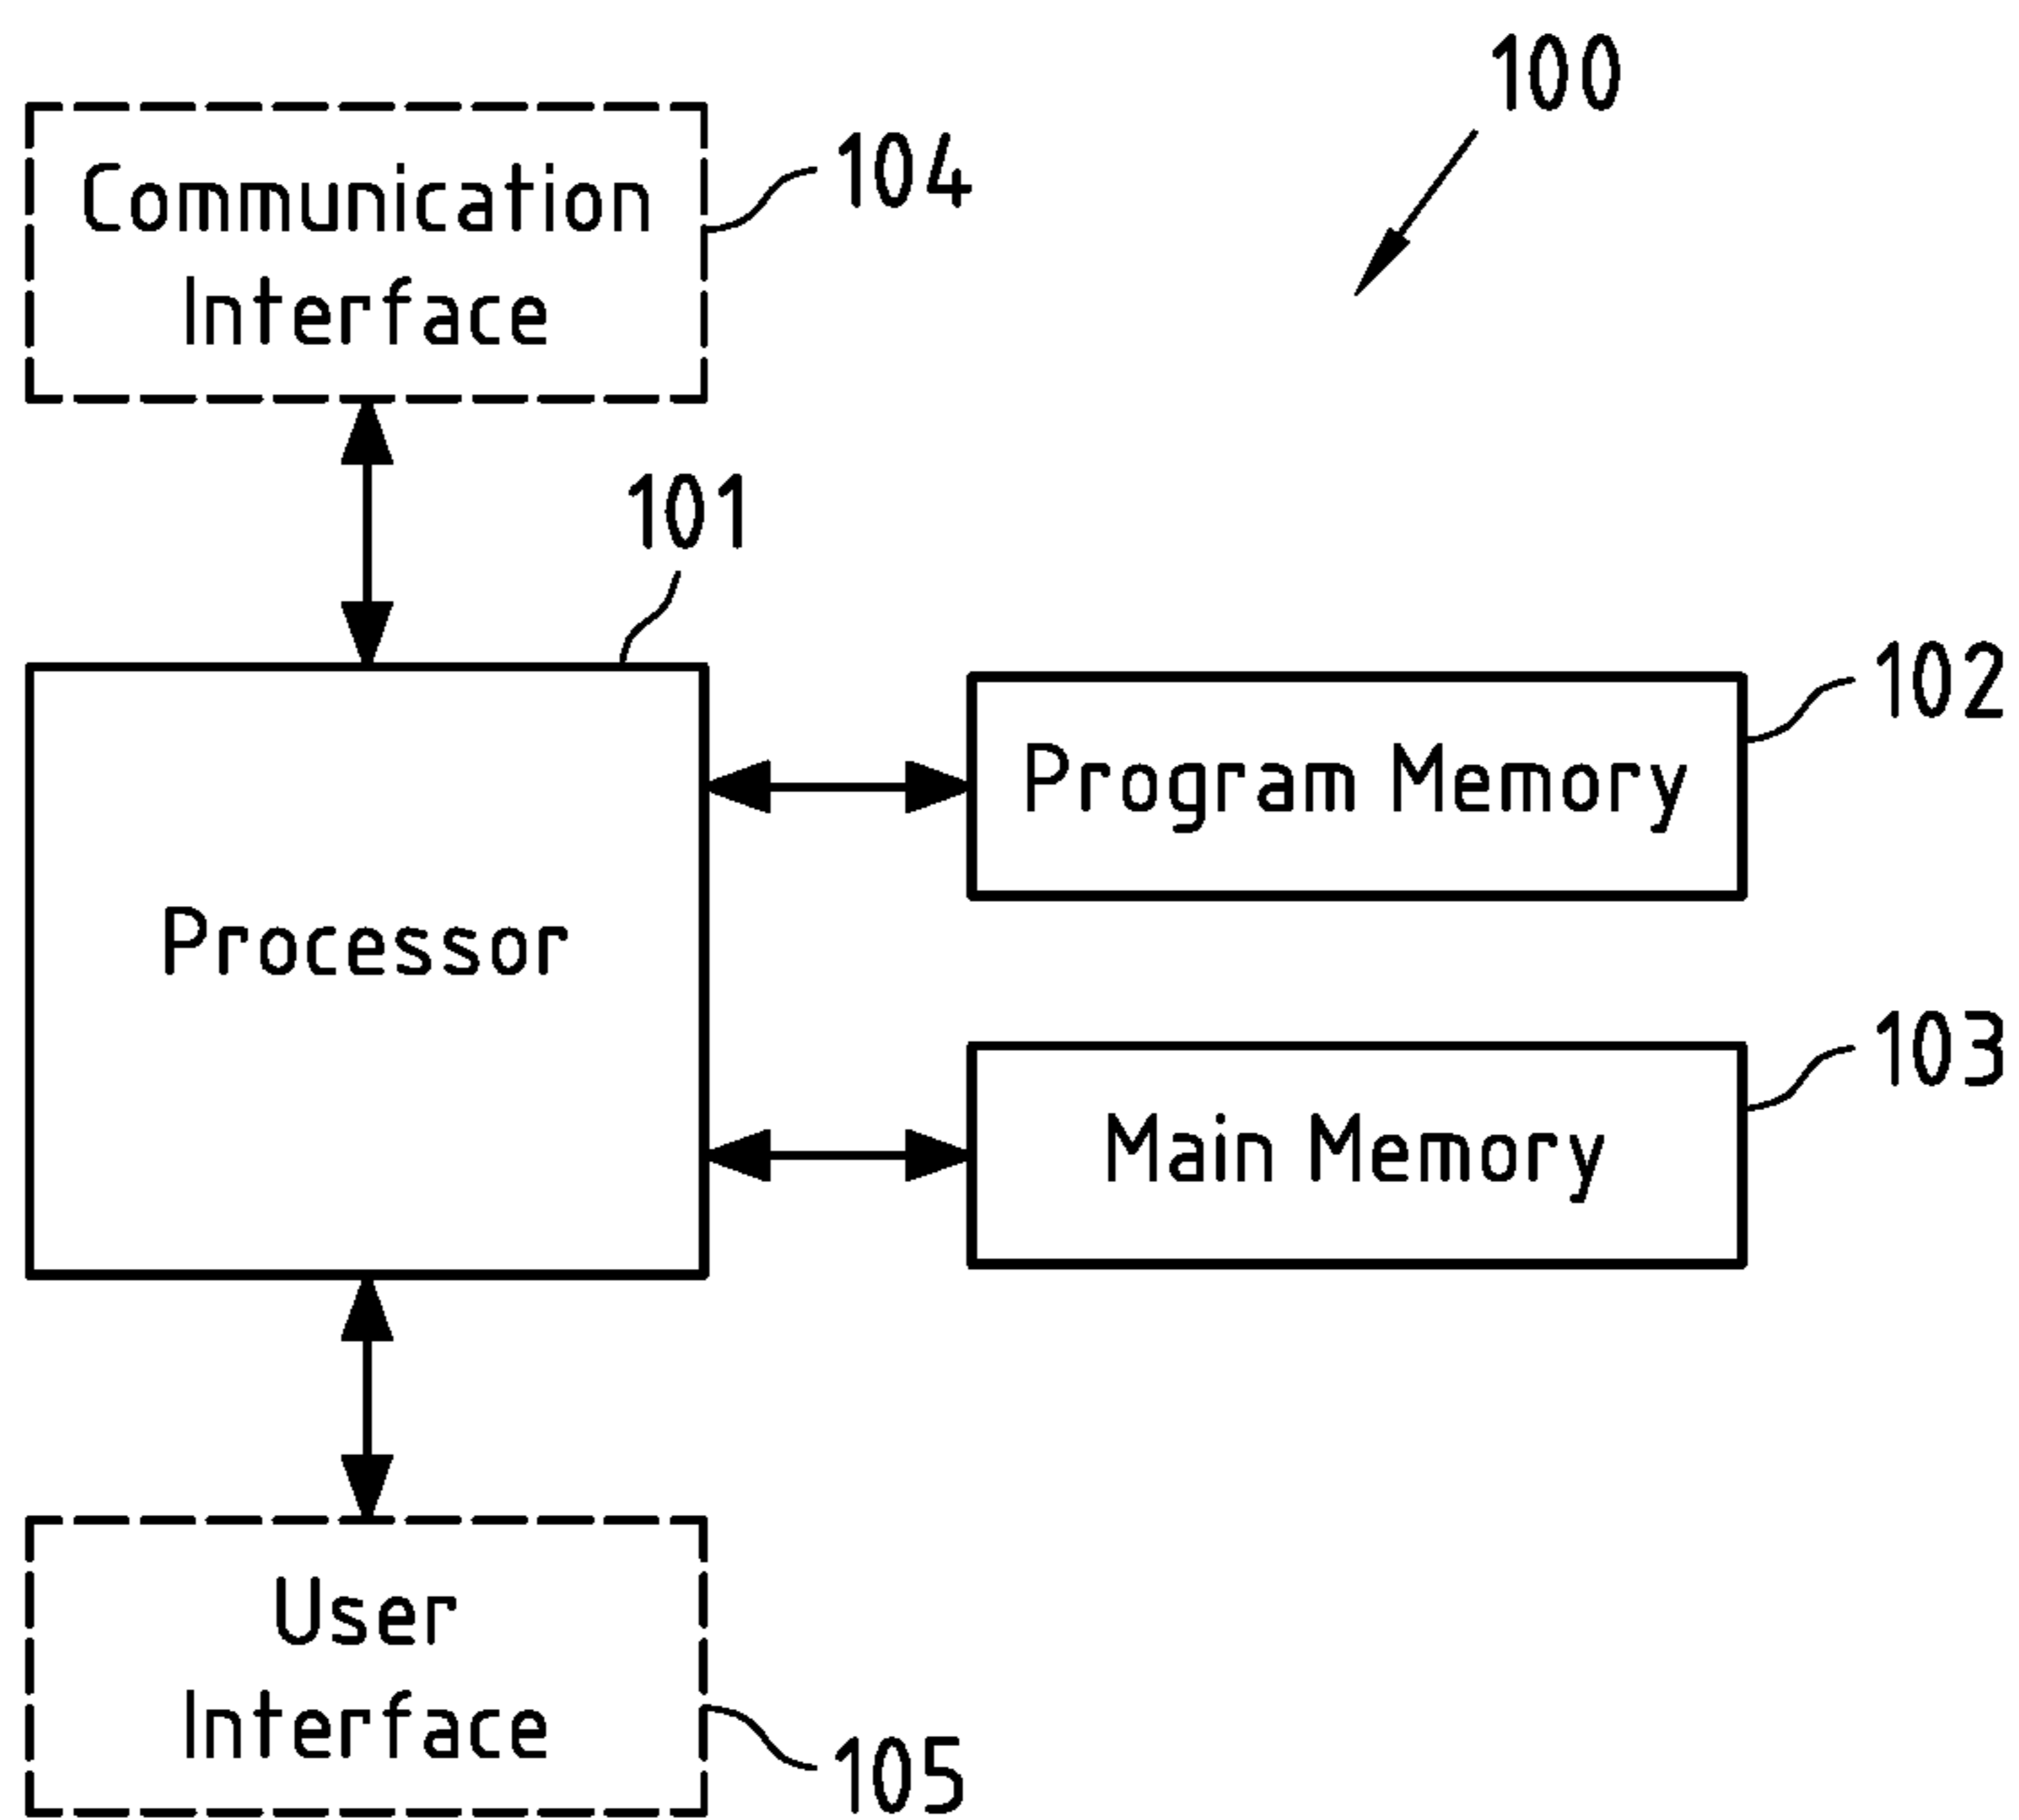 100
Communication
Interface
104
101
Processor
Program Memory
102
Main Memory
103
User
Interface
105